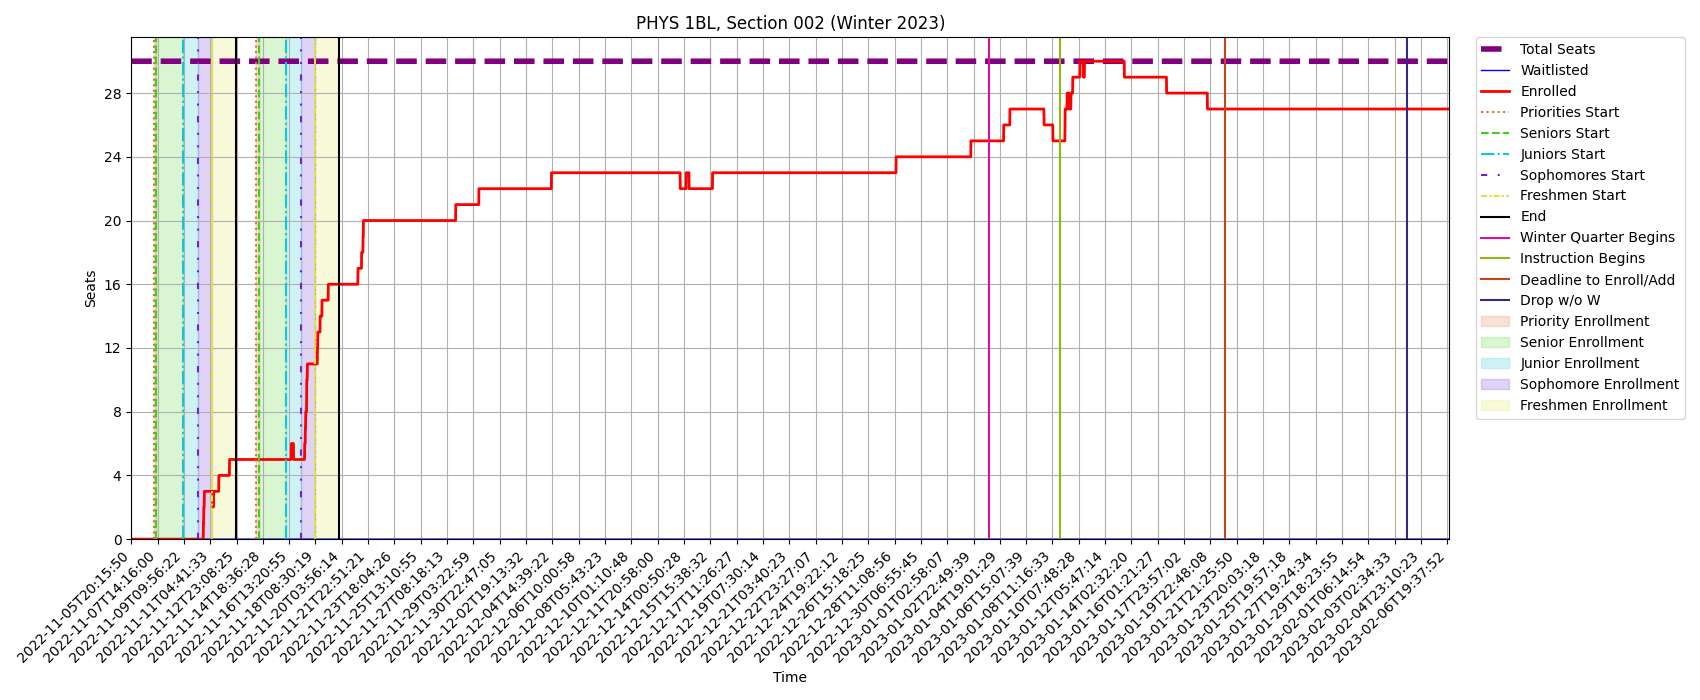 PHYS 1BL, Section 002 (Winter 2023)
Seats
28
24
20
16
12
8
4
0
2022-11-05T20:15:50
2022-11-07T14:16:00
2022-11-09T09:56:22
2022-11-11T04:41:33
2022-11-12T23:08:25
2022-11-14T18:36:28
2022-11-16T13:20:55
2022-11-18T08:30:19
2022-11-20T03:56:14
2022-11-21T22:51:21
2022-11-23T18:04:26
2022-11-25T13:10:55
2022-11-27T08:18:13
2022-11-29T03:22:59
2022-11-30T22:47:05
2022-12-02T19:13:32
2022-12-04T14:39:22
2022-12-06T10:00:58
2022-12-08T05:43:23
2022-12-10T01:10:48
2022-12-11T20:58:00
2022-12-14T00:50:28
2022-12-15T15:38:32
2022-12-17T11:26:27
2022-12-19T07:30:14
2022-12-21T03:40:23
2022-12-22T23:27:07
2022-12-24T19:22:12
2022-12-26T15:18:25
2022-12-28T11:08:56
2022-12-30T06:55:45
2023-01-01T02:58:07
2023-01-02T22:49:39
2023-01-04T19:01:29
2023-01-06T15:07:39
2023-01-08T11:16:33
2023-01-10T07:48:28
2023-01-12T05:47:14
2023-01-14T02:32:20
2023-01-16T01:21:27
2023-01-17T23:57:02
2023-01-19T22:48:08
2023-01-21T21:25:50
2023-01-23T20:03:18
2023-01-25T19:57:18
2023-01-27T19:24:34
2023-01-29T18:23:55
2023-02-01T06:14:54
2023-02-03T02:34:33
2023-02-04T23:10:23
2023-02-06T19:37:52
Time
Total Seats
Waitlisted
Enrolled
Priorities Start
Seniors Start
Juniors Start
Sophomores Start
Freshmen Start
End
Winter Quarter Begins
Instruction Begins
Deadline to Enroll/Add
Drop w/o W
Priority Enrollment
Senior Enrollment
Junior Enrollment
Sophomore Enrollment
Freshmen Enrollment